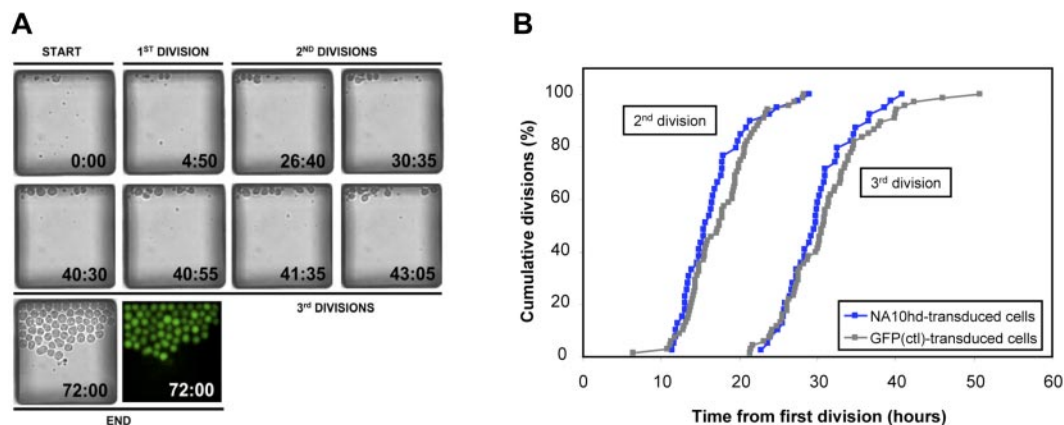 A
START
1ST DIVISION
2ND DIVISIONS
0:00
4:50
26:40
30:35
40:30
40:55
41:35
43:05
3rd DIVISIONS
72:00
72:00
END
B
Cumulative divisions (%)
100
80
60
40
20
0
2nd division
3rd division
NA10hd-transduced cells
GFP(ctl)-transduced cells
0
10
20
30
40
50
60
Time from first division (hours)